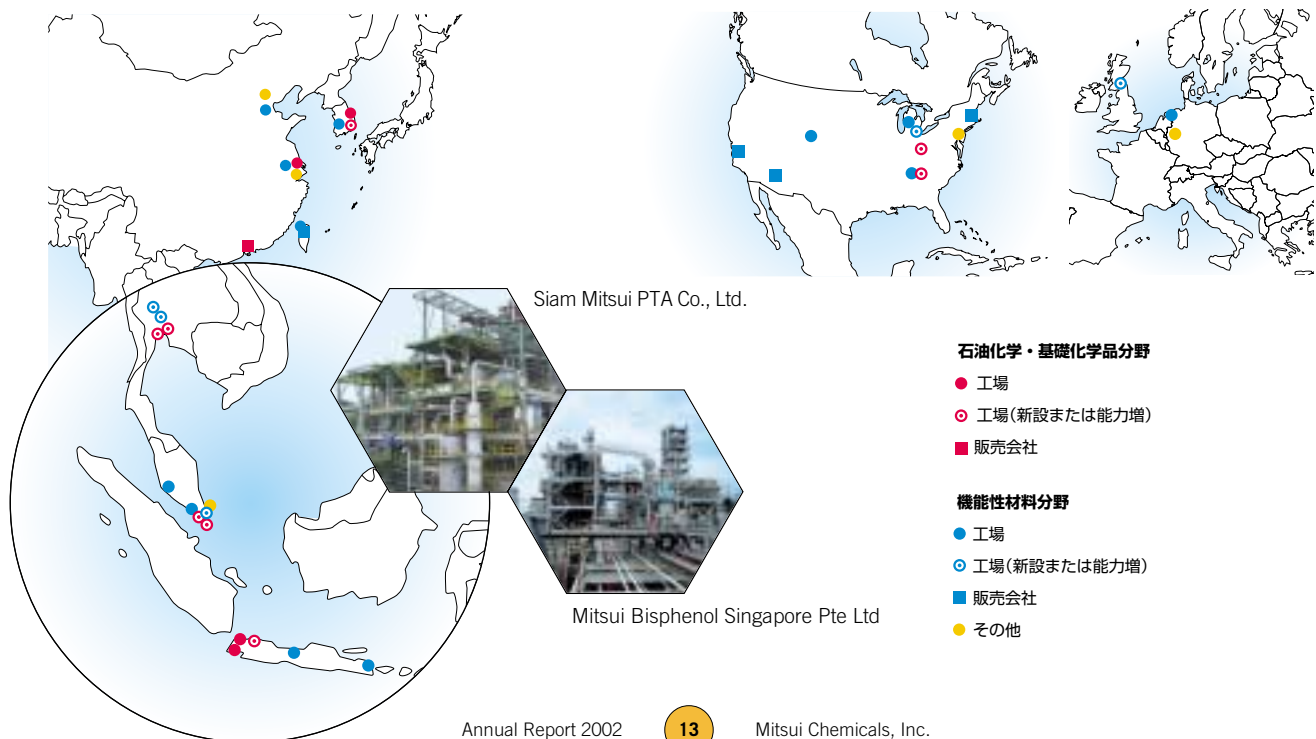 Siam Mitsui PTA Co., Ltd.
Mitsui Bisphenol Singapore Pte Ltd
石油化学・基礎化学品分野
工場
工場(新設または能力増)
販売会社
機能性材料分野
工場
工場(新設または能力増)
販売会社
その他
Annual Report 2002 13 Mitsui Chemicals, Inc.